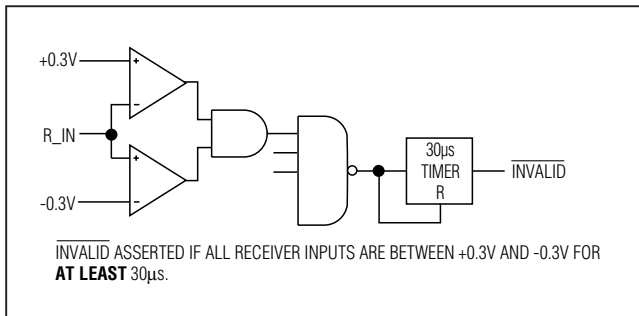 +0.3V
+
-
R_IN
+
-
-0.3V
30μs
TIMER
R
INVALID
INVALID ASSERTED IF ALL RECEIVER INPUTS ARE BETWEEN +0.3V AND -0.3V FOR
AT LEAST 30μs.